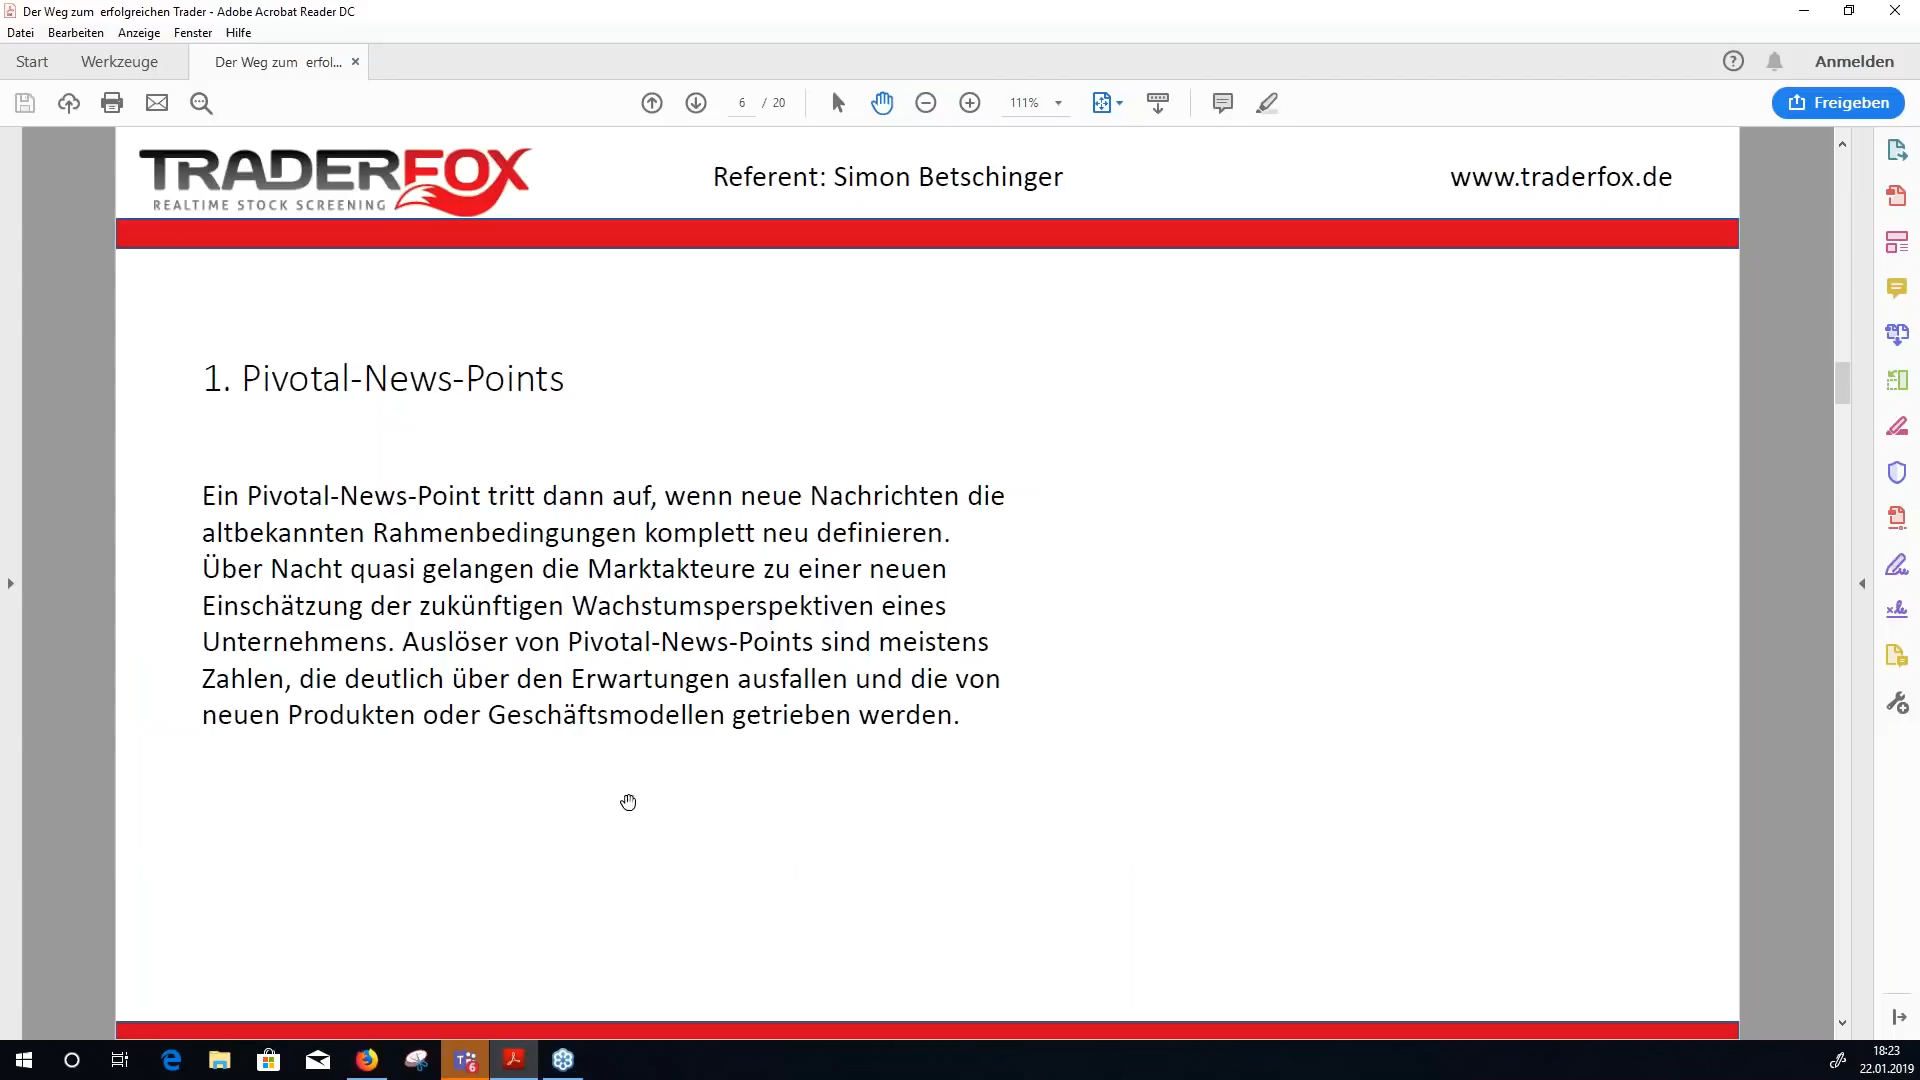 Der Weg zum  erfolgreichen Trader - Adobe Acrobat Reader DC
Datei Bearbeiten Anzeige Fenster Hilfe
Start Werkzeuge Der Weg zum  erfol... × Anmelden
6 / 20 111% Freigeben
TRADERFOX
REALTIME STOCK SCREENING
Referent: Simon Betschinger
www.traderfox.de
1. Pivotal-News-Points
Ein Pivotal-News-Point tritt dann auf, wenn neue Nachrichten die
altbekannten Rahmenbedingungen komplett neu definieren.
Über Nacht quasi gelangen die Marktakteure zu einer neuen
Einschätzung der zukünftigen Wachstumsperspektiven eines
Unternehmens. Auslöser von Pivotal-News-Points sind meistens
Zahlen, die deutlich über den Erwartungen ausfallen und die von
neuen Produkten oder Geschäftsmodellen getrieben werden.
18:23
22.01.2019